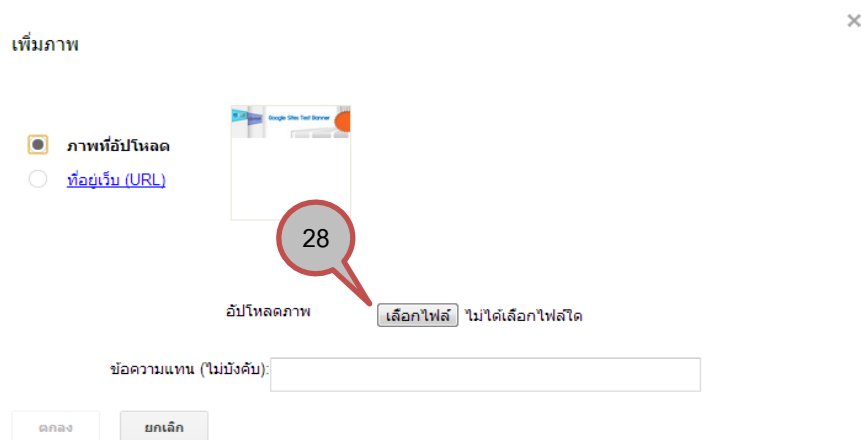 ×
เพิ่มภาพ
Google Sites Test Banner
ภาพที่อัปโหลด
ที่อยู่เว็บ (URL)
28
อัปโหลดภาพ เลือกไฟล์ ไม่ได้เลือกไฟล์ใด
ข้อความแทน (ไม่บังคับ):
ตกลง ยกเลิก